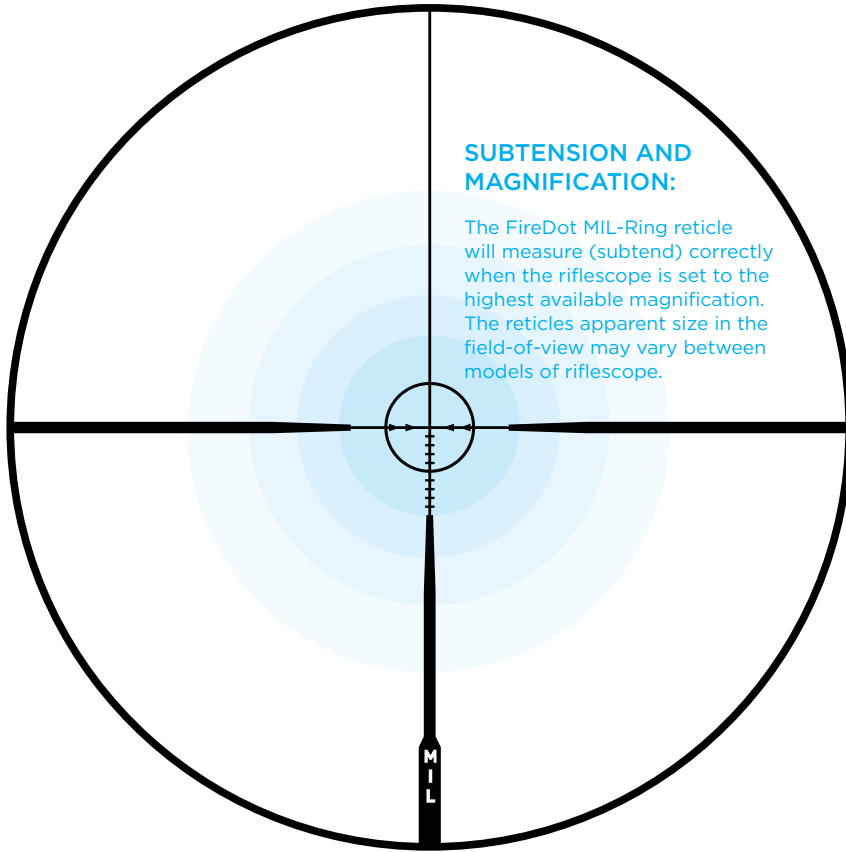 SUBTENSION AND
MAGNIFICATION:
The FireDot MIL-Ring reticle
will measure (subtend) correctly
when the riflescope is set to the
highest available magnification.
The reticles apparent size in the
field-of-view may vary between
models of riflescope.
M
I
L